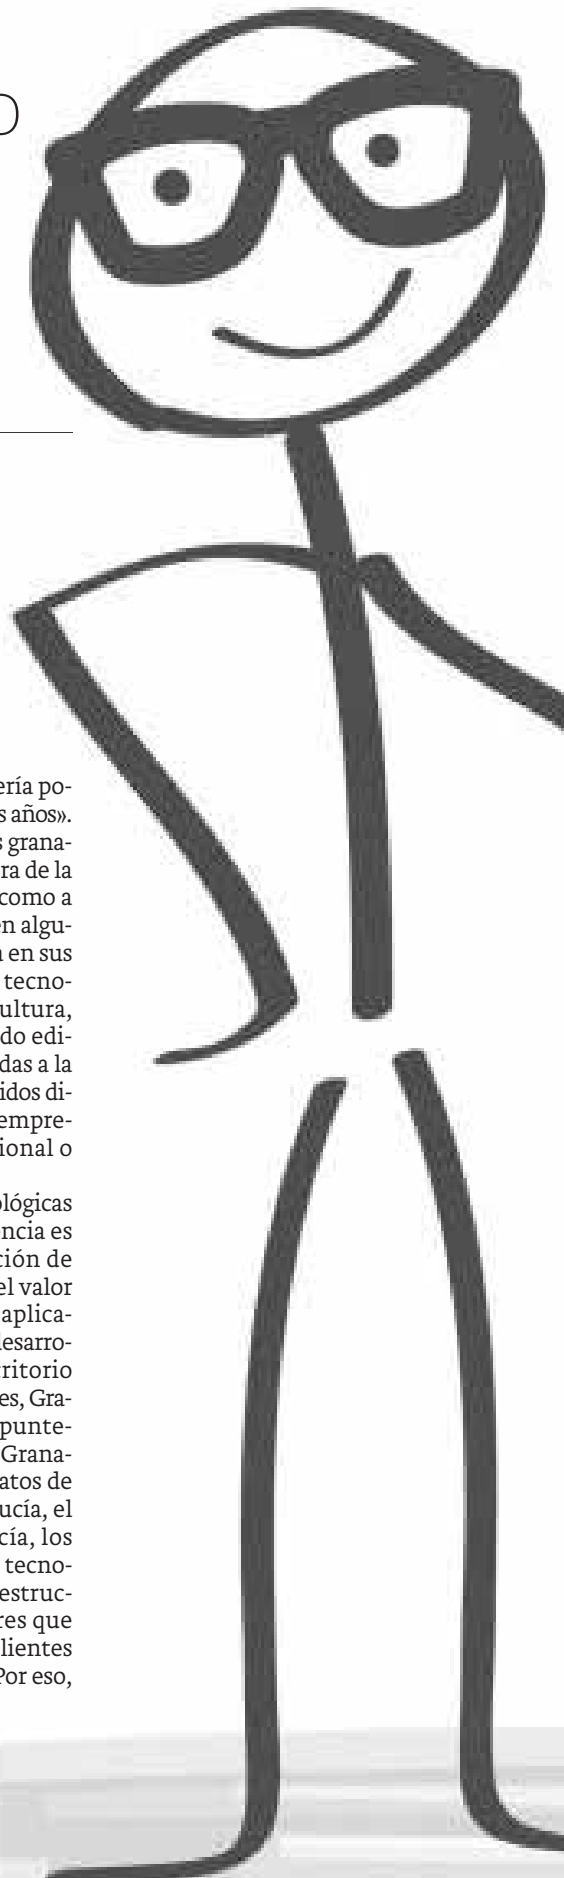 o
ería po-
s años».
s grana-
ra de la
como a
en algu-
a en sus
tecno-
ultura,
do edi-
das a la
idos di-
empre-
ional o
ológicas
encia es
ción de
el valor
aplica-
desarro-
ritorio
es, Gra-
punte-
Grana-
atos de
ucía, el
cía, los
tecno-
estruc-
res que
lientes
Por eso,